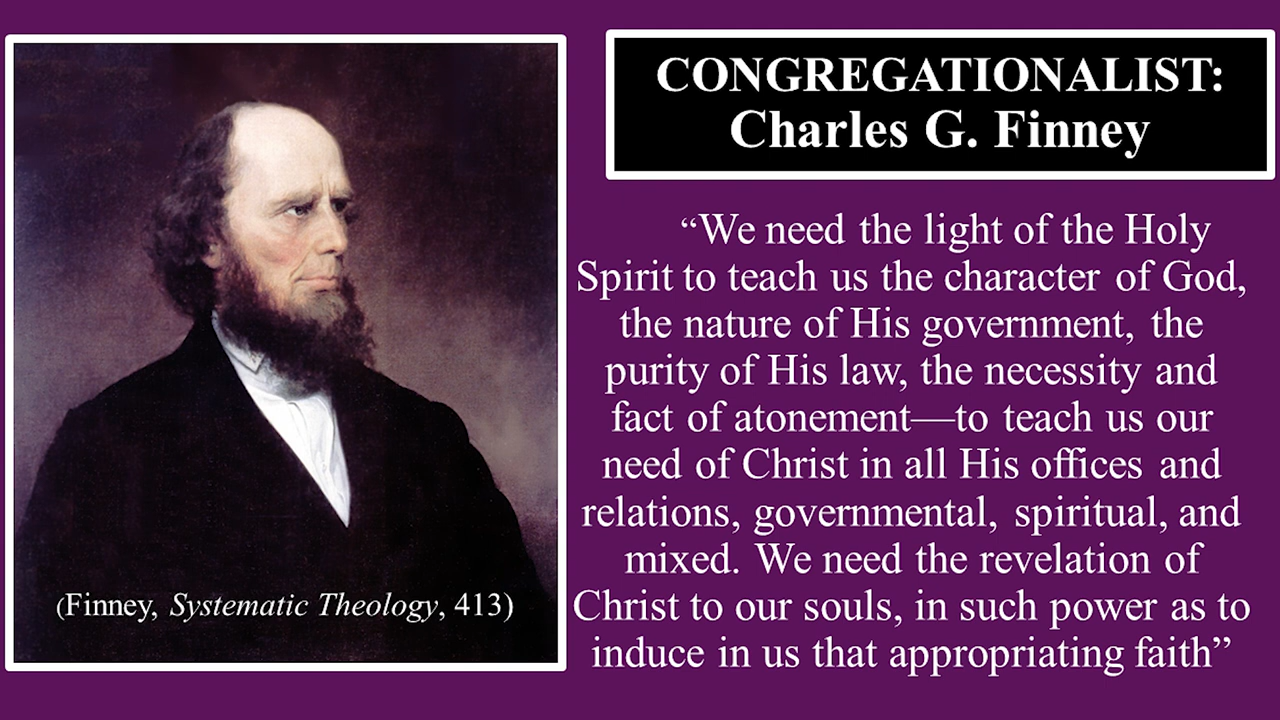 CONGREGATIONALIST:
Charles G. Finney
“We need the light of the Holy
Spirit to teach us the character of God,
the nature of His government, the
purity of His law, the necessity and
fact of atonement—to teach us our
need of Christ in all His offices and
relations, governmental, spiritual, and
mixed. We need the revelation of
Christ to our souls, in such power as to
induce in us that appropriating faith”
(Finney, Systematic Theology, 413)